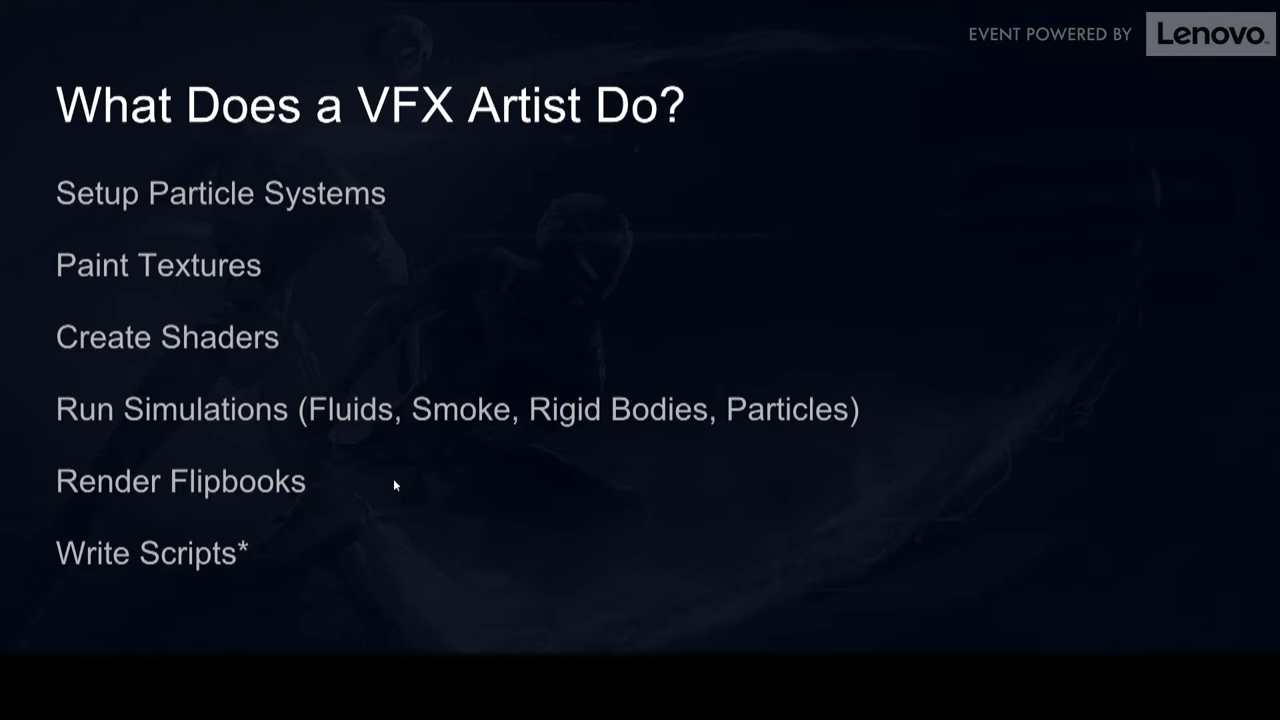 EVENT POWERED BY Lenovo
What Does a VFX Artist Do?
Setup Particle Systems
Paint Textures
Create Shaders
Run Simulations (Fluids, Smoke, Rigid Bodies, Particles)
Render Flipbooks
Write Scripts*